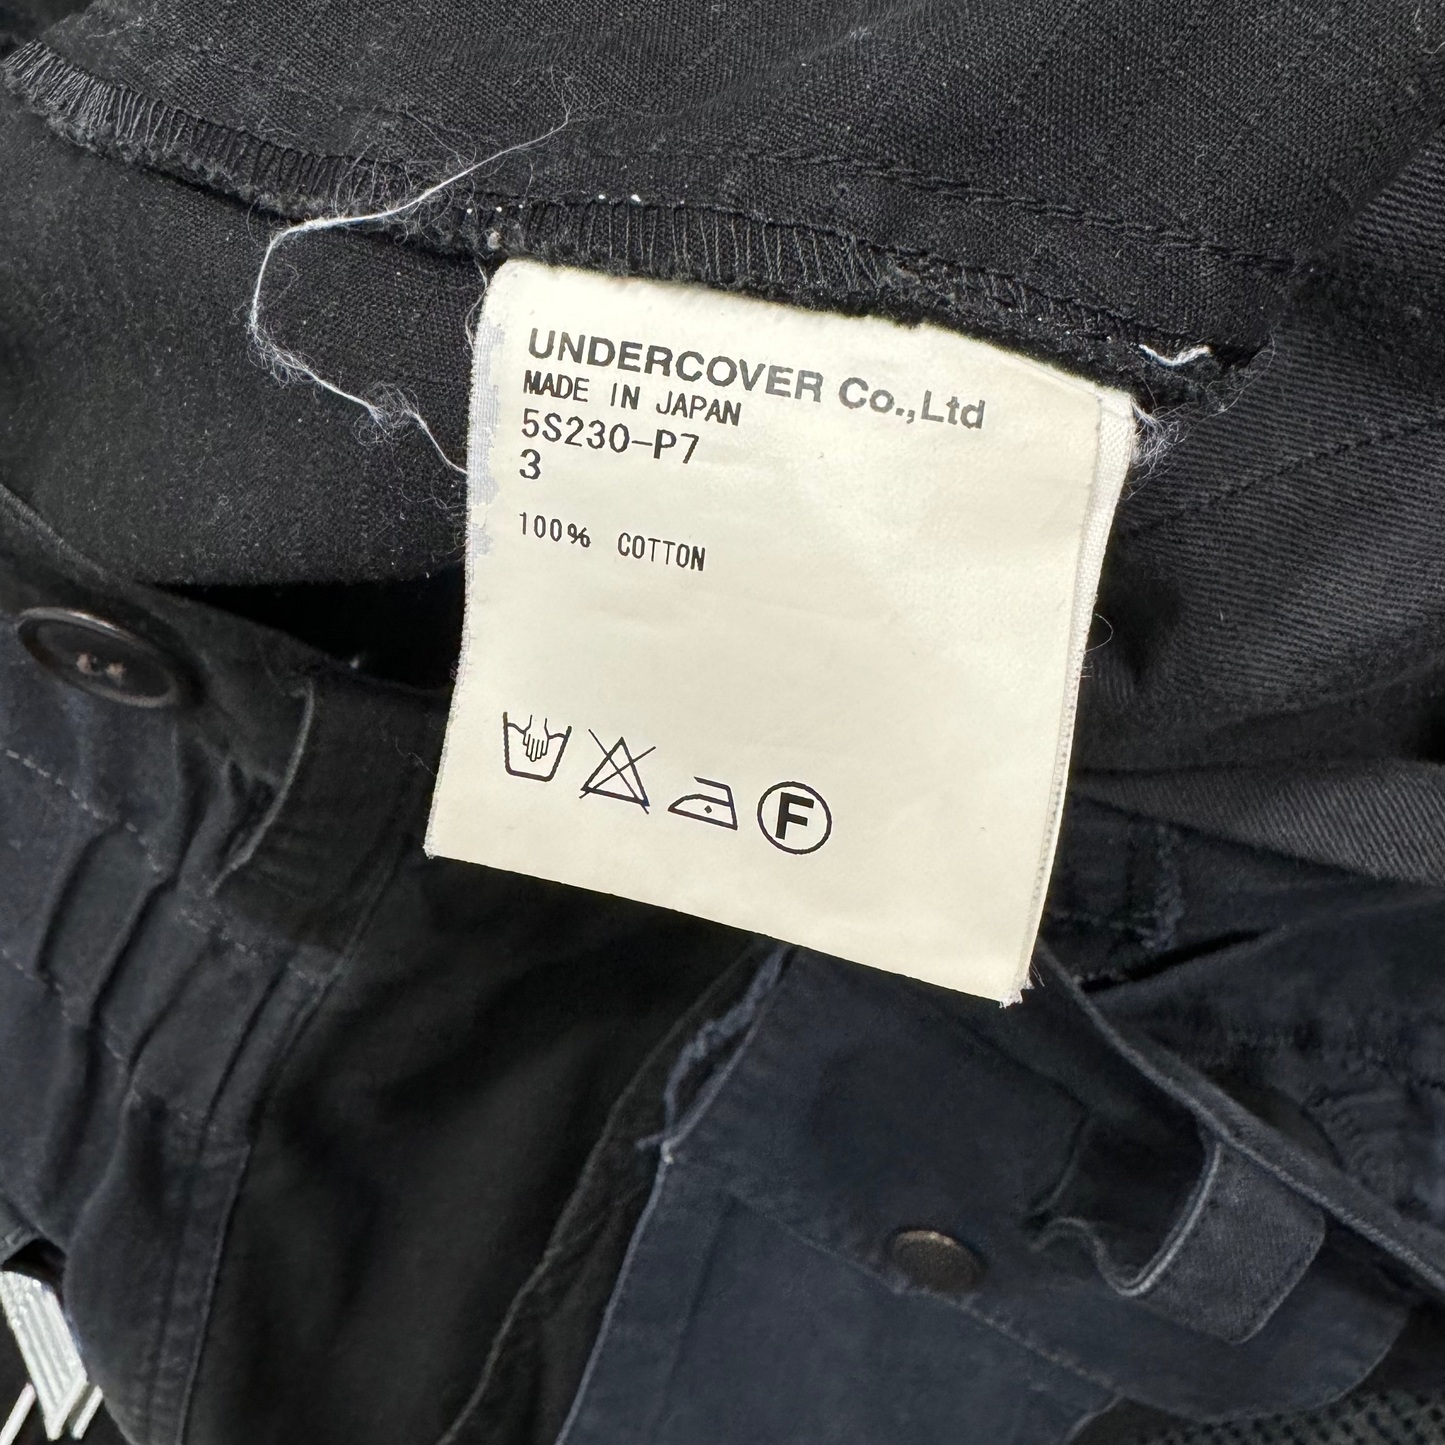 UNDERCOVER Co.,Ltd
MADE IN JAPAN
5S230-P7
3
100% COTTON
F